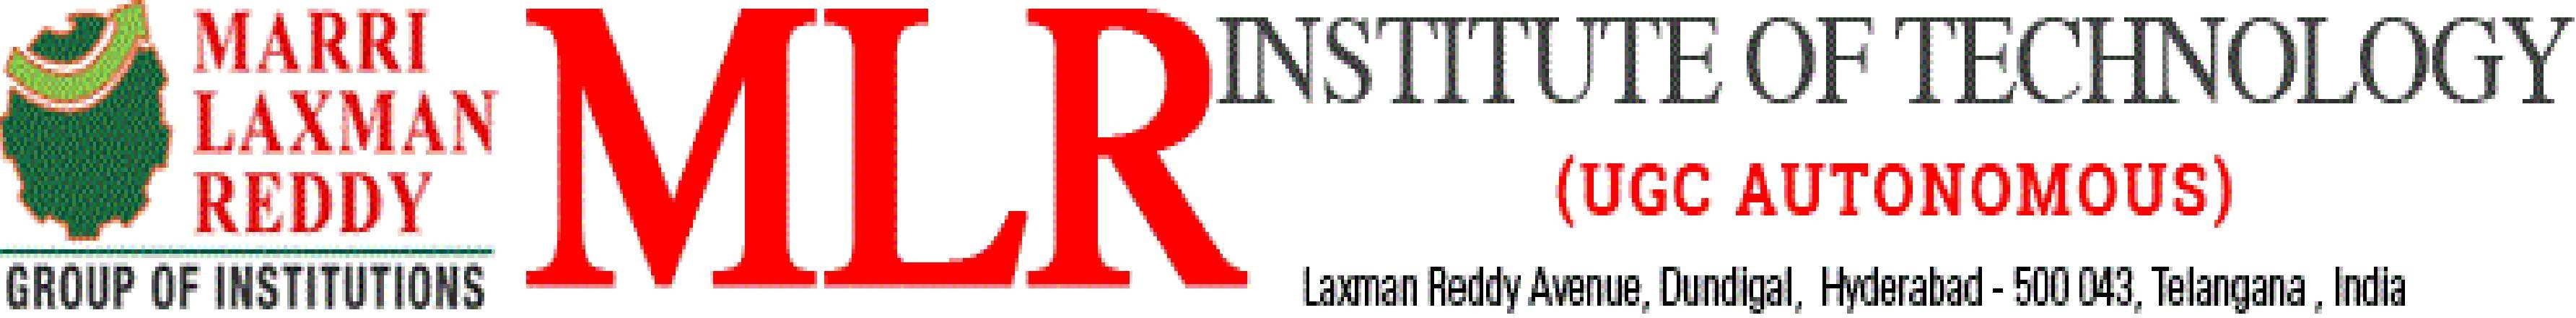 MARRI
LAXMAN
REDDY
GROUP OF INSTITUTIONS
MLR INSTITUTE OF TECHNOLOGY
(UGC AUTONOMOUS)
Laxman Reddy Avenue, Dundigal, Hyderabad - 500 043, Telangana , India